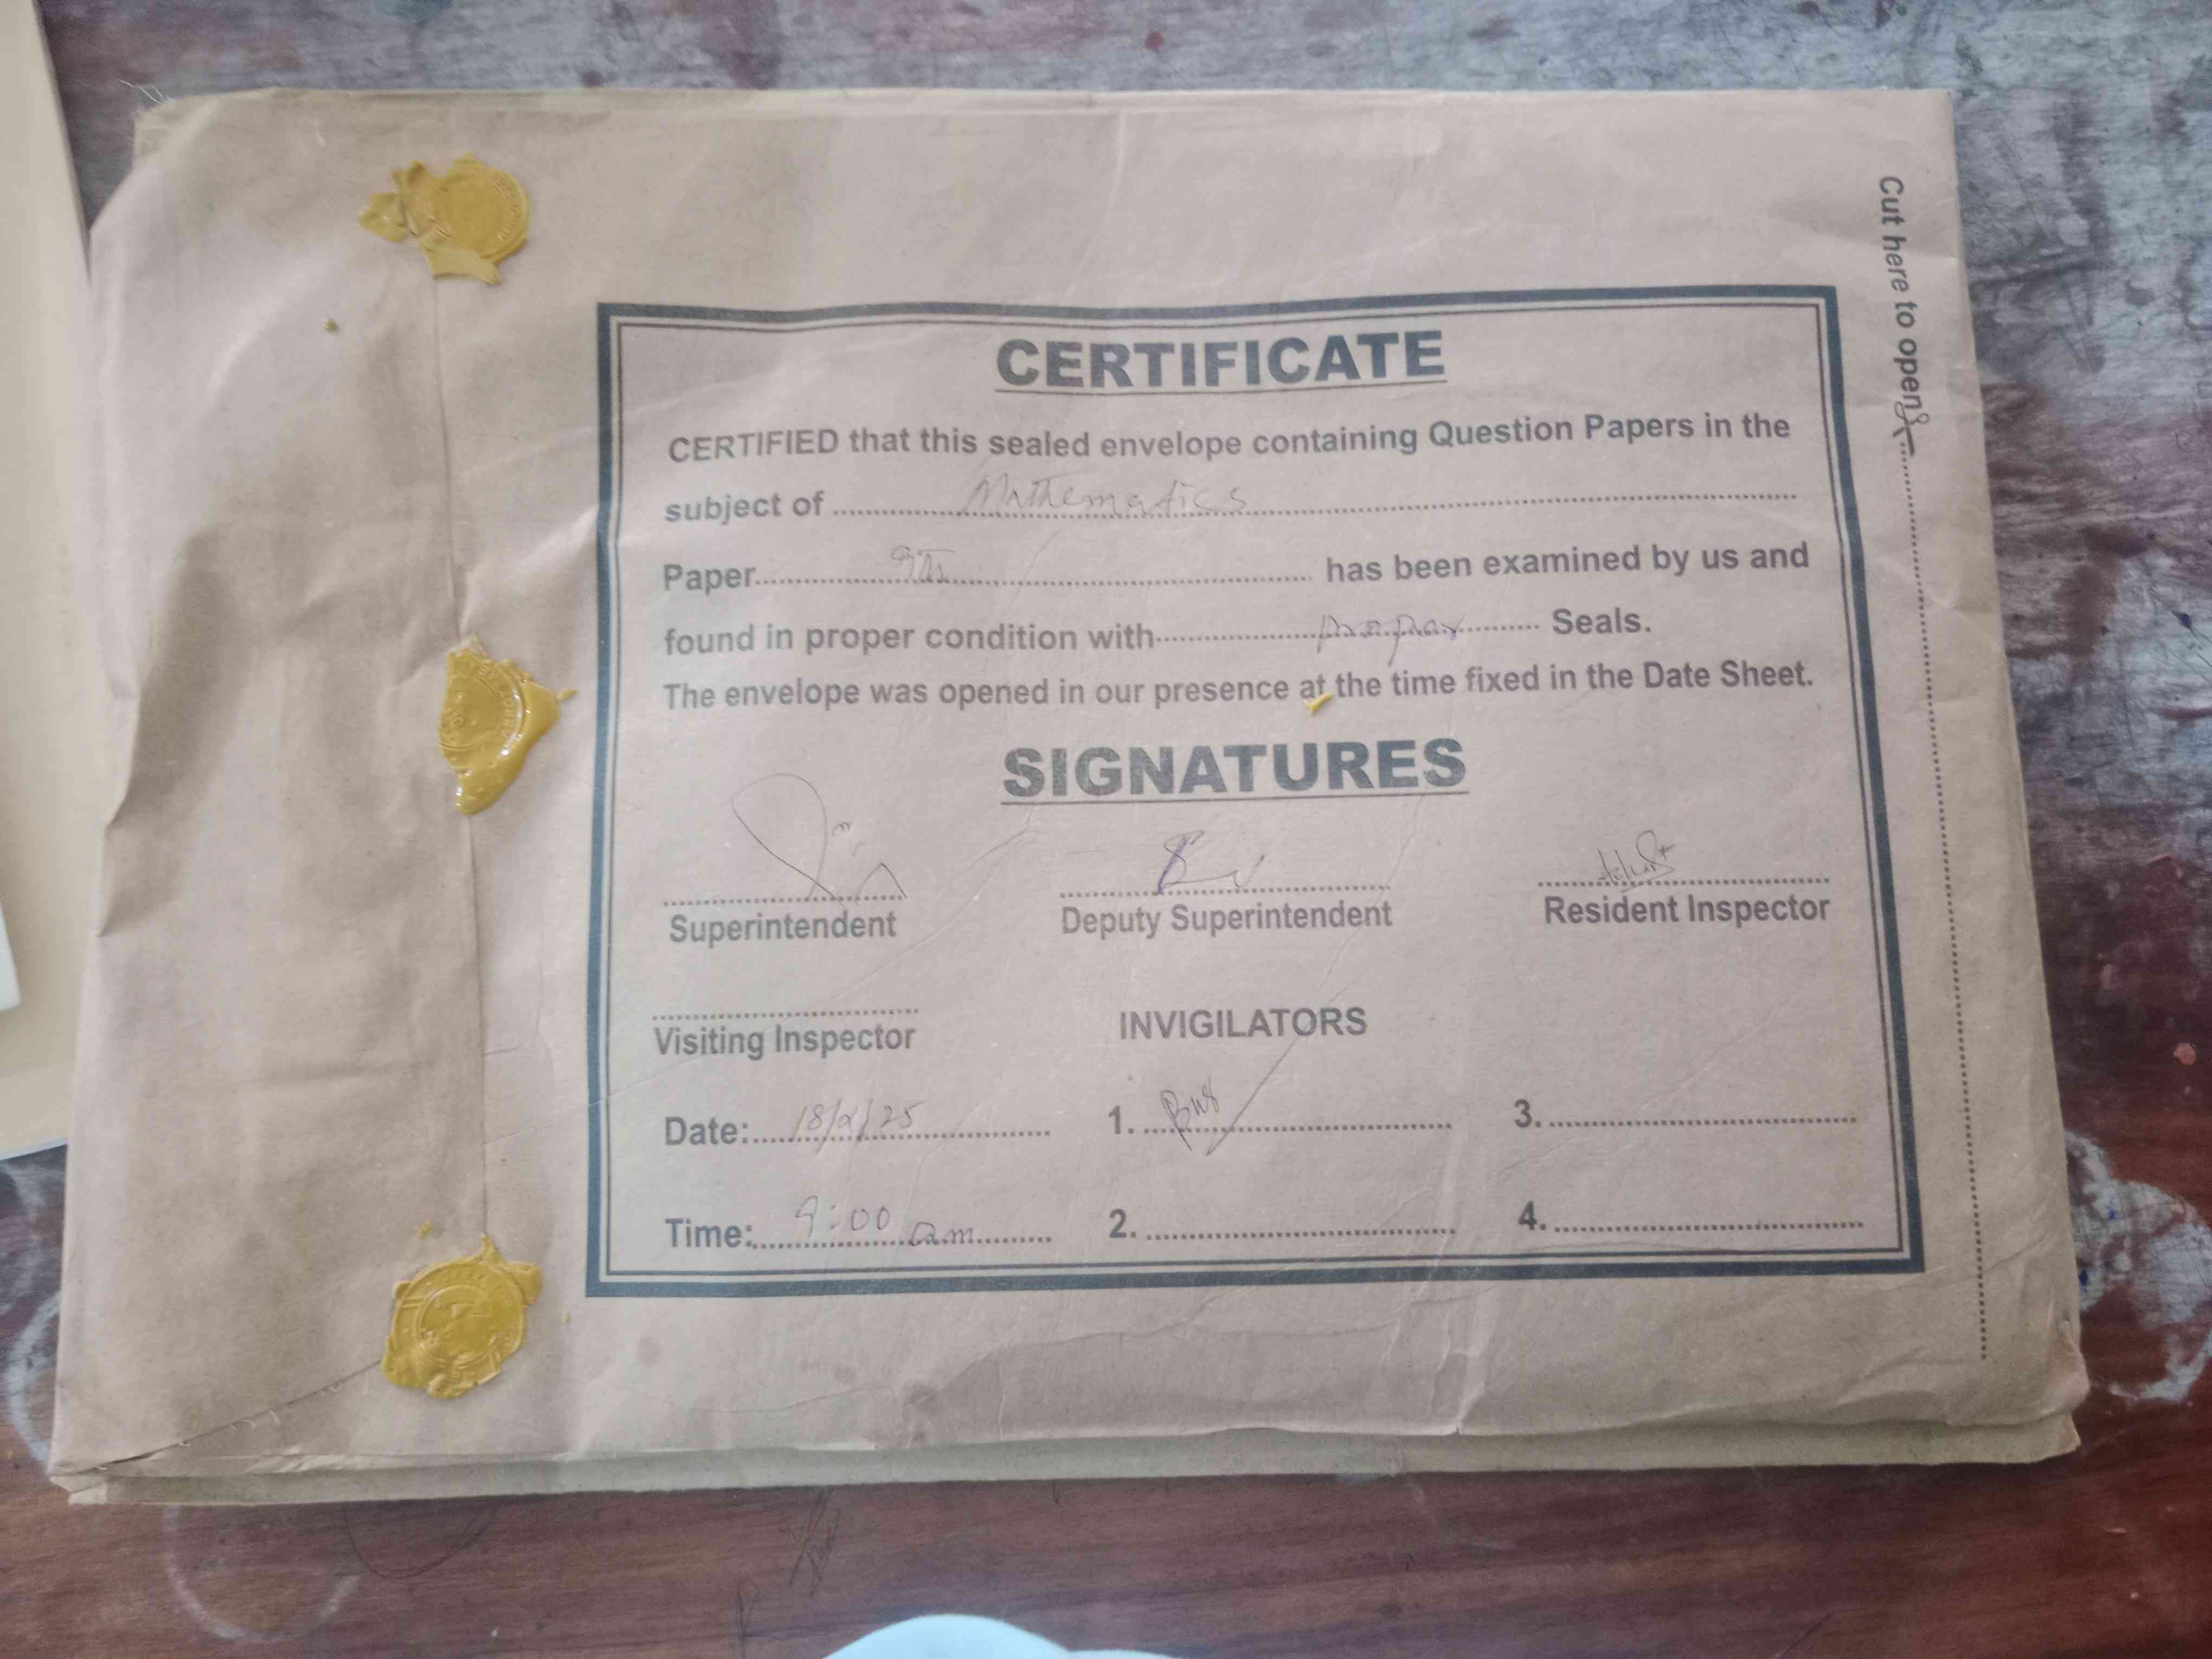 Cut here to open
CERTIFICATE
CERTIFIED that this sealed envelope containing Question Papers in the
subject of Mathematics
Paper 9th has been examined by us and
found in proper condition with propar Seals.
The envelope was opened in our presence at the time fixed in the Date Sheet.
SIGNATURES
Superintendent Deputy Superintendent Resident Inspector
Visiting Inspector INVIGILATORS
Date: 18/2/25 1. 3.
Time: 9:00 am 2. 4.